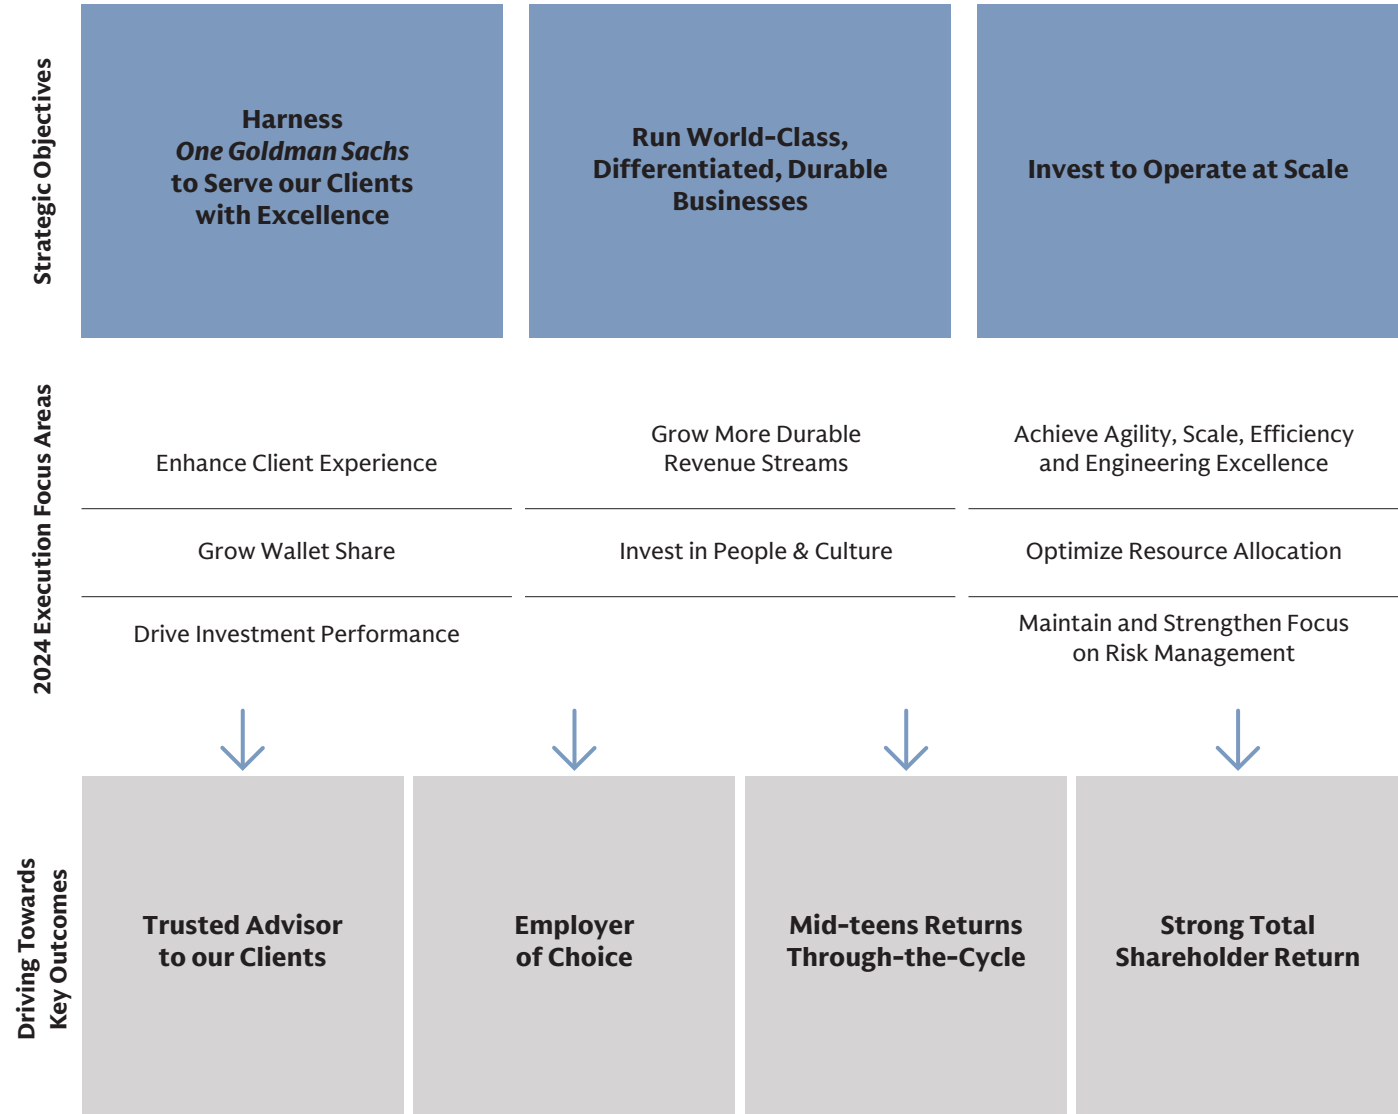 Strategic Objectives
Harness
One Goldman Sachs
to Serve our Clients
with Excellence
Run World-Class,
Differentiated, Durable
Businesses
Invest to Operate at Scale
2024 Execution Focus Areas
Enhance Client Experience
Grow More Durable
Revenue Streams
Achieve Agility, Scale, Efficiency
and Engineering Excellence
Grow Wallet Share
Invest in People & Culture
Optimize Resource Allocation
Drive Investment Performance
Maintain and Strengthen Focus
on Risk Management
Driving Towards
Key Outcomes
Trusted Advisor
to our Clients
Employer
of Choice
Mid-teens Returns
Through-the-Cycle
Strong Total
Shareholder Return